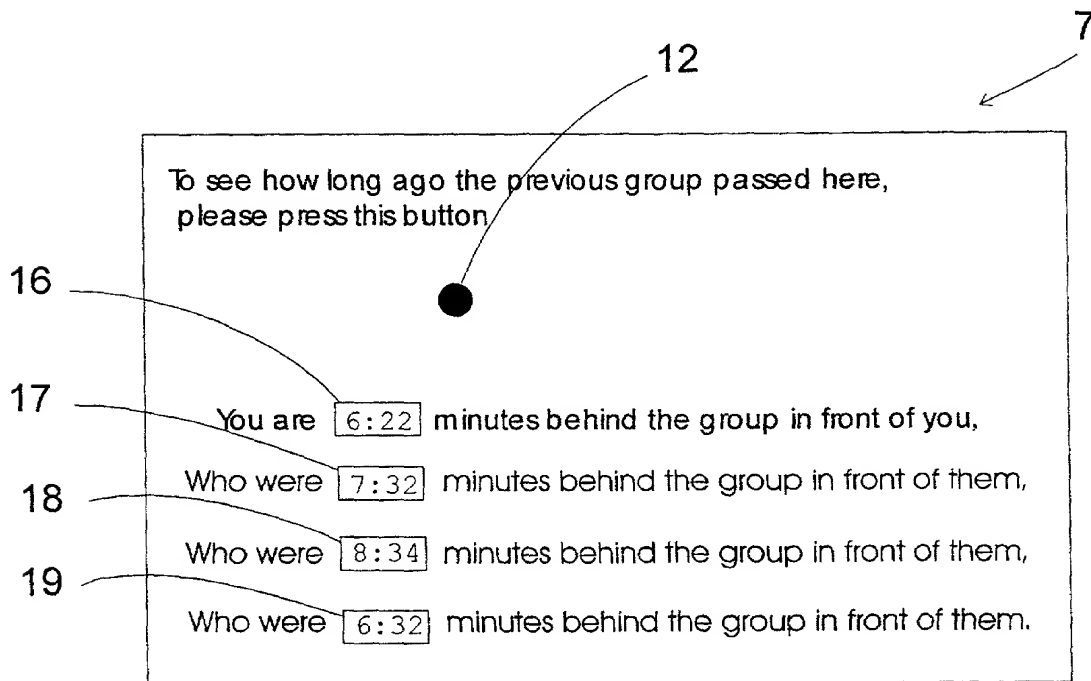 7
12
To see how long ago the previous group passed here,
please press this button
16
17
You are 6:22 minutes behind the group in front of you,
Who were 7:32 minutes behind the group in front of them,
18
Who were 8:34 minutes behind the group in front of them,
19
Who were 6:32 minutes behind the group in front of them.